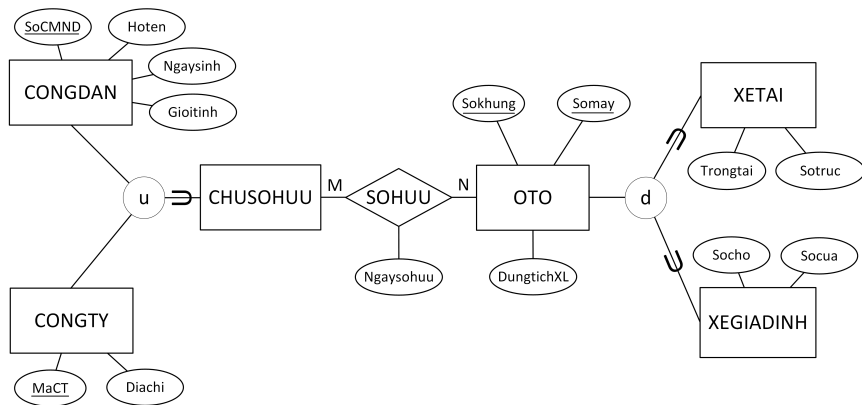 SoCMND
Hoten
Ngaysinh
Gioitinh
CONGDAN
u
CHUSOHUU
M
SOHUU
N
Ngaysohuu
Sokhung
Somay
OTO
DungtichXL
d
XETAI
Trongtai
Sotruc
Socho
Socua
XEGIADINH
CONGTY
MaCT
Diachi